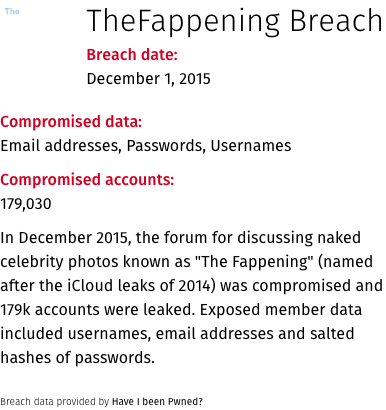 The
TheFappening Breach
Breach date:
December 1, 2015
Compromised data:
Email addresses, Passwords, Usernames
Compromised accounts:
179,030
In December 2015, the forum for discussing naked
celebrity photos known as "The Fappening" (named
after the iCloud leaks of 2014) was compromised and
179k accounts were leaked. Exposed member data
included usernames, email addresses and salted
hashes of passwords.
Breach data provided by Have I been Pwned?